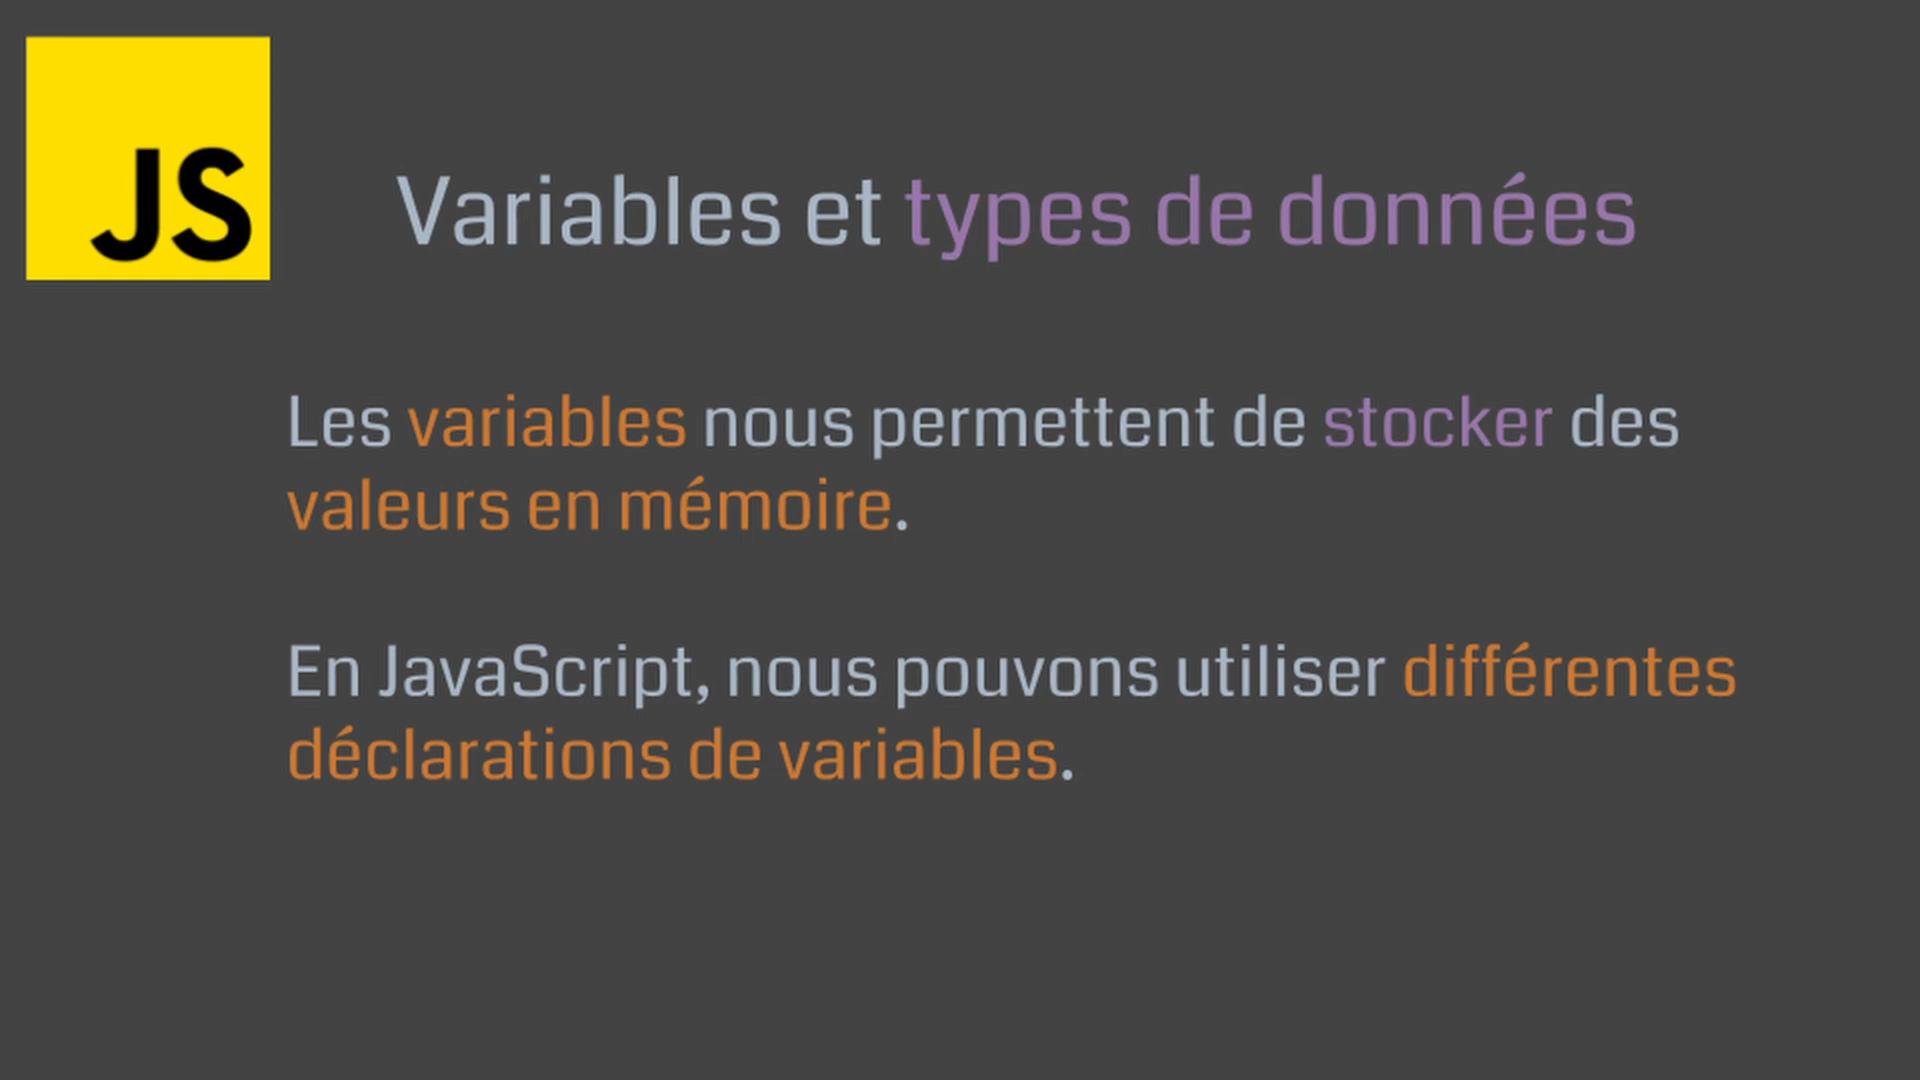 JS
Variables et types de données
Les variables nous permettent de stocker des
valeurs en mémoire.
En JavaScript, nous pouvons utiliser différentes
déclarations de variables.